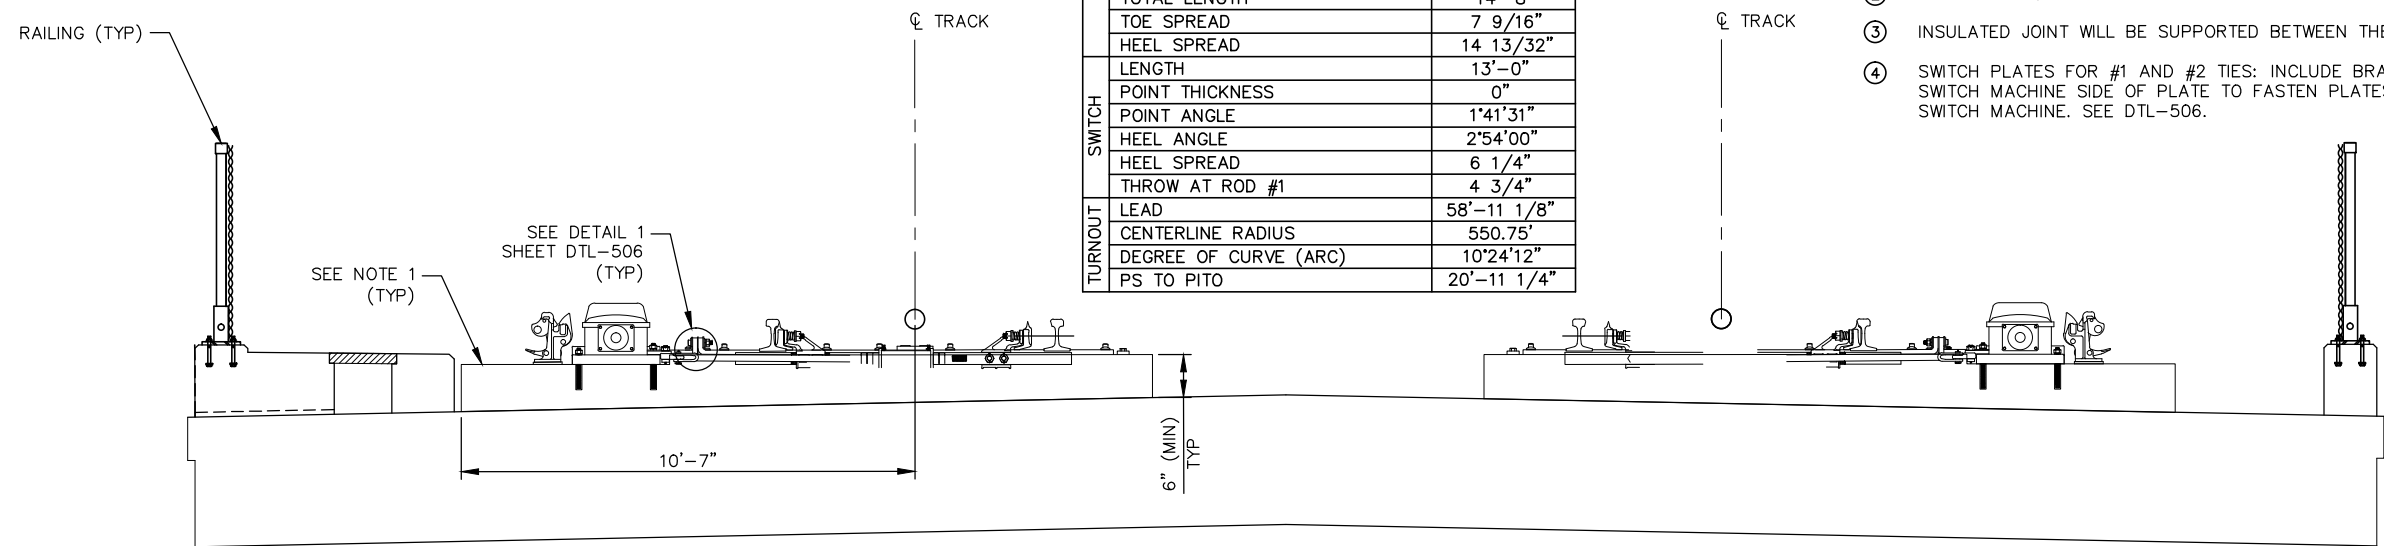 RAILING (TYP)
℄ TRACK
SEE DETAIL 1
SHEET DTL-506
(TYP)
SEE NOTE 1
(TYP)
10'-7"
6" (MIN)
TYP
TOTAL LENGTH
TOE SPREAD 7 9/16"
HEEL SPREAD 14 13/32"
SWITCH
LENGTH 13'-0"
POINT THICKNESS 0"
POINT ANGLE 1°41'31"
HEEL ANGLE 2°54'00"
HEEL SPREAD 6 1/4"
THROW AT ROD #1 4 3/4"
TURNOUT
LEAD 58'-11 1/8"
CENTERLINE RADIUS 550.75'
DEGREE OF CURVE (ARC) 10°24'12"
PS TO PITO 20'-11 1/4"
℄ TRACK
3 INSULATED JOINT WILL BE SUPPORTED BETWEEN THE
4 SWITCH PLATES FOR #1 AND #2 TIES: INCLUDE BRA
SWITCH MACHINE SIDE OF PLATE TO FASTEN PLATES
SWITCH MACHINE. SEE DTL-506.